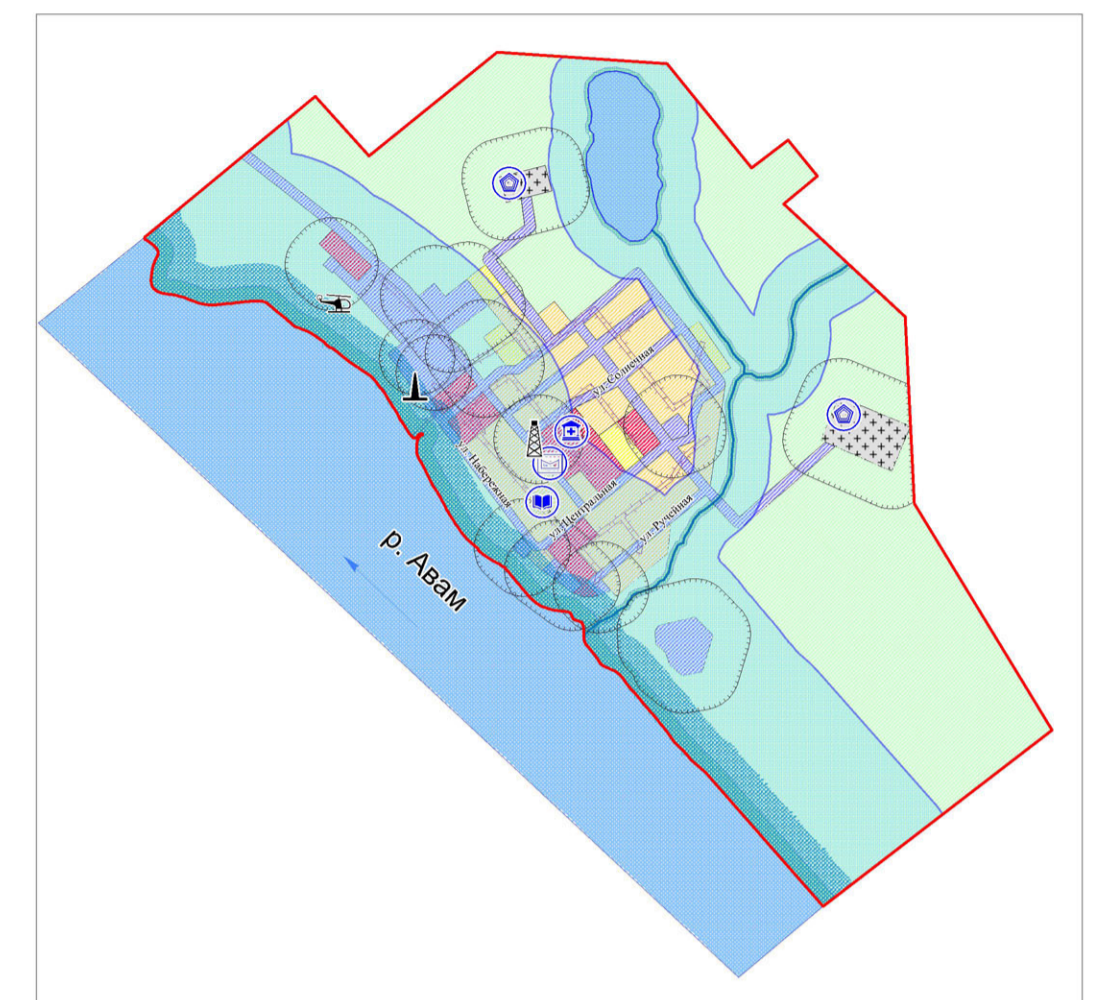 ул. Солнечная
ул. Набережная
ул. Центральная
ул. Ручейная
р. Авам